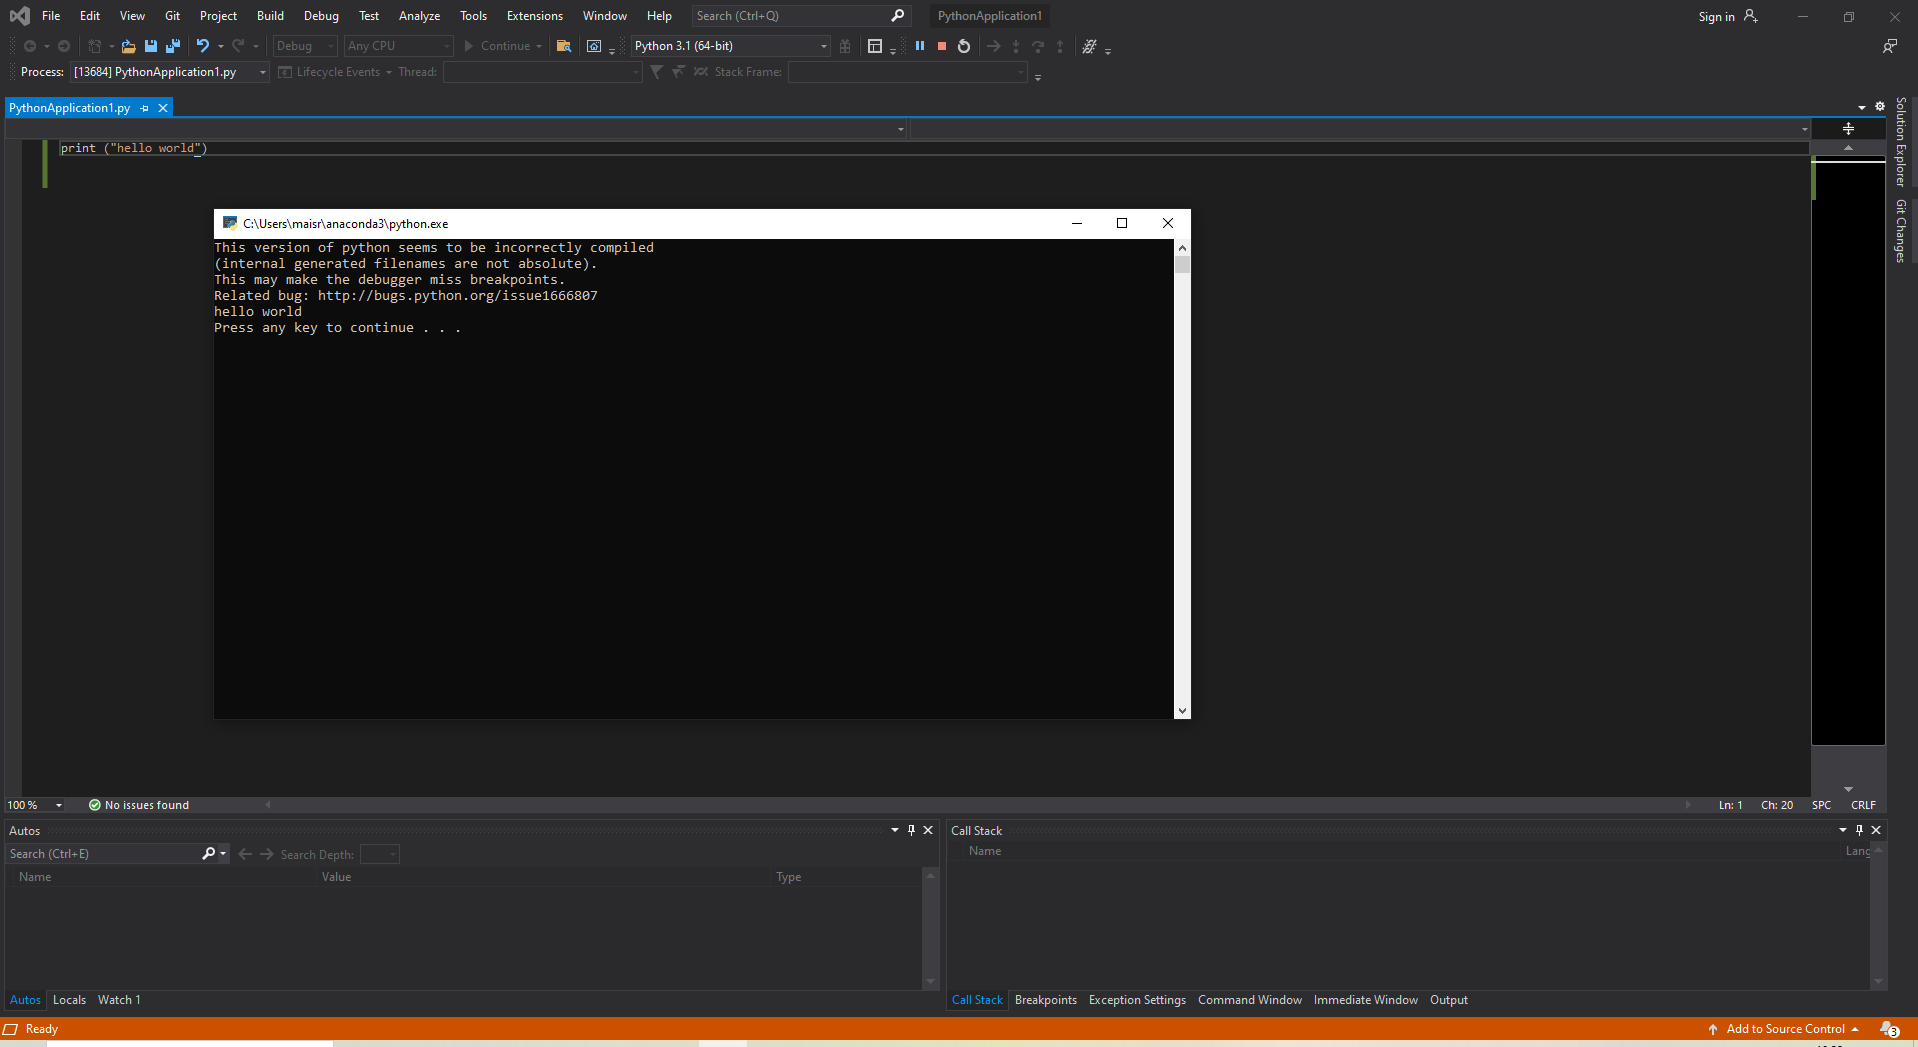 File Edit View Git Project Build Debug Test Analyze Tools Extensions Window Help Search (Ctrl+Q) PythonApplication1 Sign in
Debug Any CPU Continue Python 3.1 (64-bit)
Process: [13684] PythonApplication1.py Lifecycle Events Thread: Stack Frame:
PythonApplication1.py
print ("hello world")
Solution Explorer
Git Changes
C:\Users\maisr\anaconda3\python.exe
This version of python seems to be incorrectly compiled
(internal generated filenames are not absolute).
This may make the debugger miss breakpoints.
Related bug: http://bugs.python.org/issue1666807
hello world
Press any key to continue . . .
100 % No issues found Ln: 1 Ch: 20 SPC CRLF
Autos
Search (Ctrl+E) Search Depth:
Name Value Type
Autos Locals Watch 1
Call Stack
Name Lang
Call Stack Breakpoints Exception Settings Command Window Immediate Window Output
Ready Add to Source Control 3